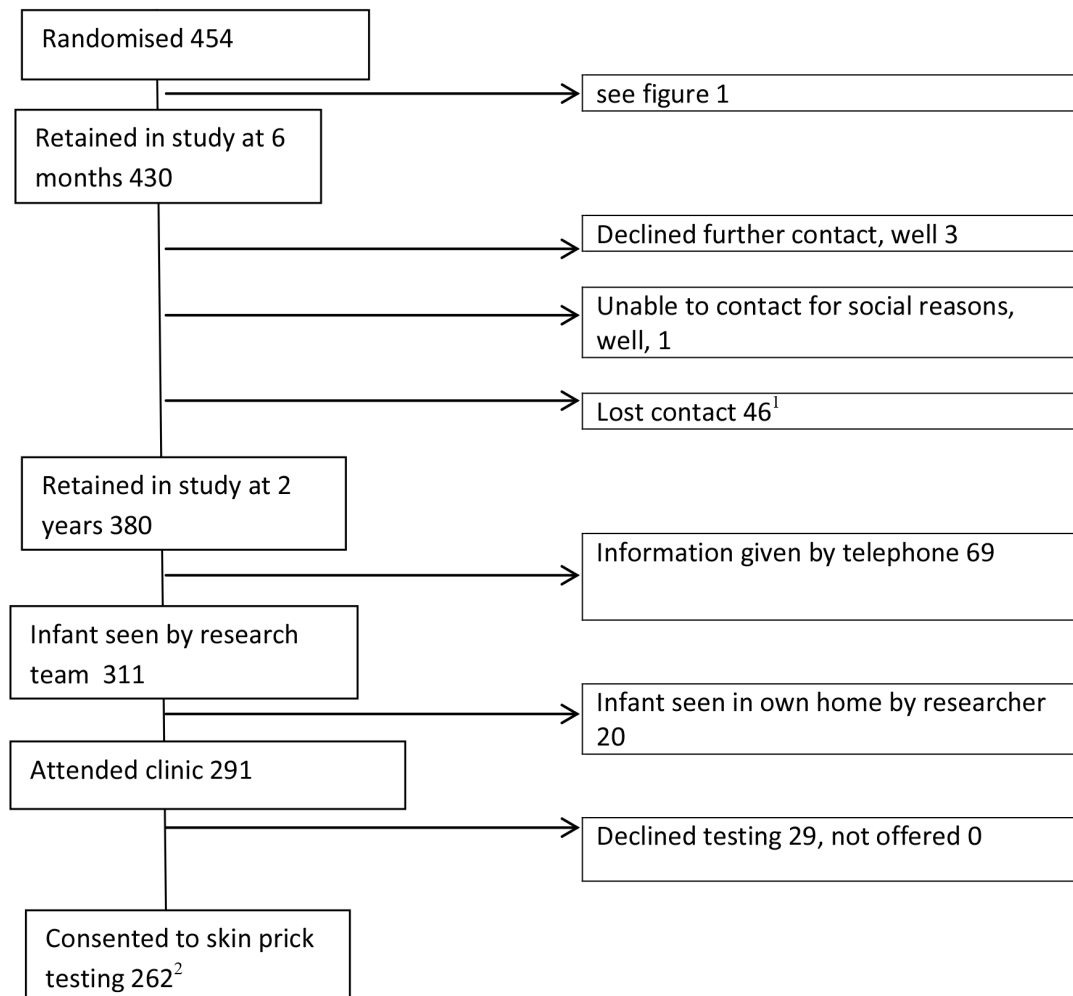 Randomised 454
see figure 1
Retained in study at 6
months 430
Declined further contact, well 3
Unable to contact for social reasons,
well, 1
Lost contact 46¹
Retained in study at 2
years 380
Information given by telephone 69
Infant seen by research
team  311
Infant seen in own home by researcher
20
Attended clinic 291
Declined testing 29, not offered 0
Consented to skin prick
testing 262²